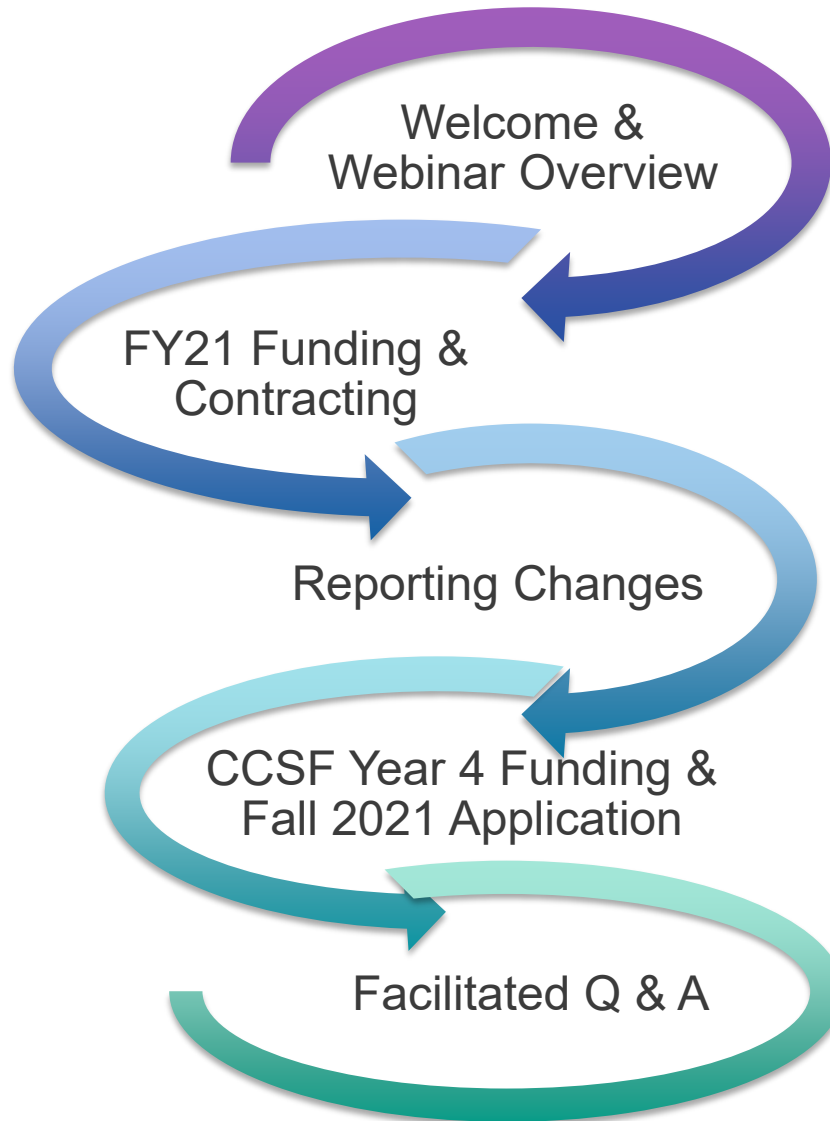 Welcome &
Webinar Overview
FY21 Funding &
Contracting
Reporting Changes
CCSF Year 4 Funding &
Fall 2021 Application
Facilitated Q & A